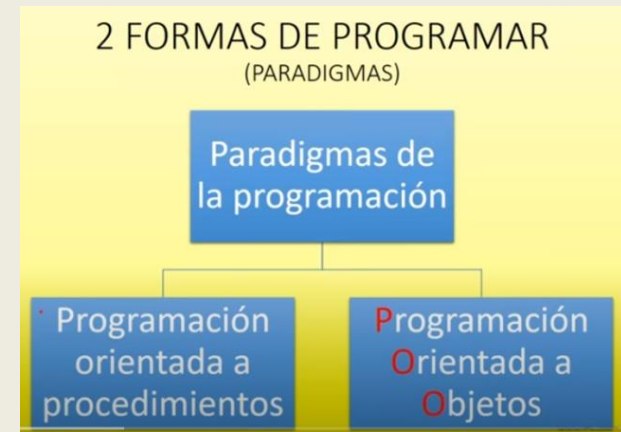 2 FORMAS DE PROGRAMAR
(PARADIGMAS)
Paradigmas de
la programación
Programación
orientada a
procedimientos
Programación
Orientada a
Objetos